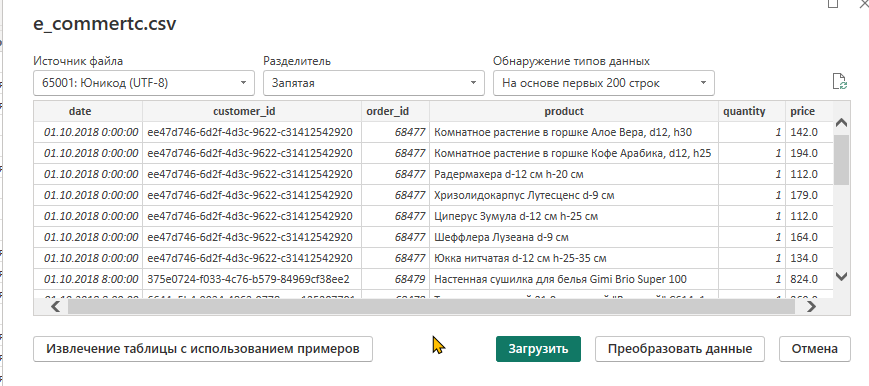 e_commertc.csv
Источник файла Разделитель Обнаружение типов данных
65001: Юникод (UTF-8) Запятая На основе первых 200 строк
date customer_id order_id product quantity price
01.10.2018 0:00:00 ee47d746-6d2f-4d3c-9622-c31412542920 68477 Комнатное растение в горшке Алое Вера, d12, h30 1 142.0
01.10.2018 0:00:00 ee47d746-6d2f-4d3c-9622-c31412542920 68477 Комнатное растение в горшке Кофе Арабика, d12, h25 1 194.0
01.10.2018 0:00:00 ee47d746-6d2f-4d3c-9622-c31412542920 68477 Радермахера d-12 см h-20 см 1 112.0
01.10.2018 0:00:00 ee47d746-6d2f-4d3c-9622-c31412542920 68477 Хризолидокарпус Лутесценс d-9 см 1 179.0
01.10.2018 0:00:00 ee47d746-6d2f-4d3c-9622-c31412542920 68477 Циперус Зумула d-12 см h-25 см 1 112.0
01.10.2018 0:00:00 ee47d746-6d2f-4d3c-9622-c31412542920 68477 Шеффлера Лузеана d-9 см 1 164.0
01.10.2018 0:00:00 ee47d746-6d2f-4d3c-9622-c31412542920 68477 Юкка нитчатая d-12 см h-25-35 см 1 134.0
01.10.2018 8:00:00 375e0724-f033-4c76-b579-84969cf38ee2 68479 Настенная сушилка для белья Gimi Brio Super 100 1 824.0
Извлечение таблицы с использованием примеров Загрузить Преобразовать данные Отмена